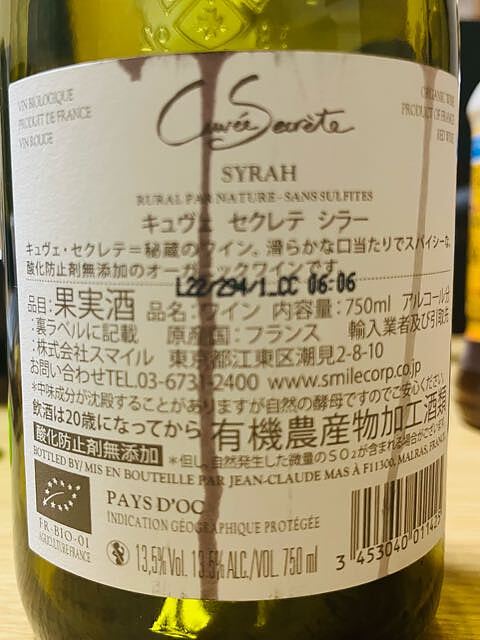 VIN BIOLOGIQUE
PRODUIT DE FRANCE
VIN ROUGE
ORGANIC WINE
PRODUCT OF FRANCE
RED WINE
Cuvée Secrète
SYRAH
RURAL PAR NATURE - SANS SULFITES
キュヴェ セクレテ シラー
キュヴェ・セクレテ=秘蔵のワイン。滑らかな口当たりでスパイシーな、
酸化防止剤無添加のオーガニックワインです。
L22/294/1_CC 06:06
品目:果実酒 品名:ワイン 内容量:750ml アルコール分
:裏ラベルに記載 原産国:フランス 輸入業者及び引取先
:株式会社スマイル 東京都江東区潮見2-8-10
お問い合わせTEL.03-6731-2400 www.smilecorp.co.jp
*中味成分が沈殿することがありますが自然の酵母ですのでご安心ください。
飲酒は20歳になってから 有機農産物加工酒類
酸化防止剤無添加 *但し、自然発生した微量のSO2が含まれる場合がございます。
BOTTLED BY/ MIS EN BOUTEILLE PAR JEAN-CLAUDE MAS À F11300, MALRAS, FRANCE
FR-BIO-01
AGRICULTURE FRANCE
PAYS D'OC
INDICATION GÉOGRAPHIQUE PROTÉGÉE
13,5% Vol. 13.5% ALC./VOL. 750 ml
3 453040 011429